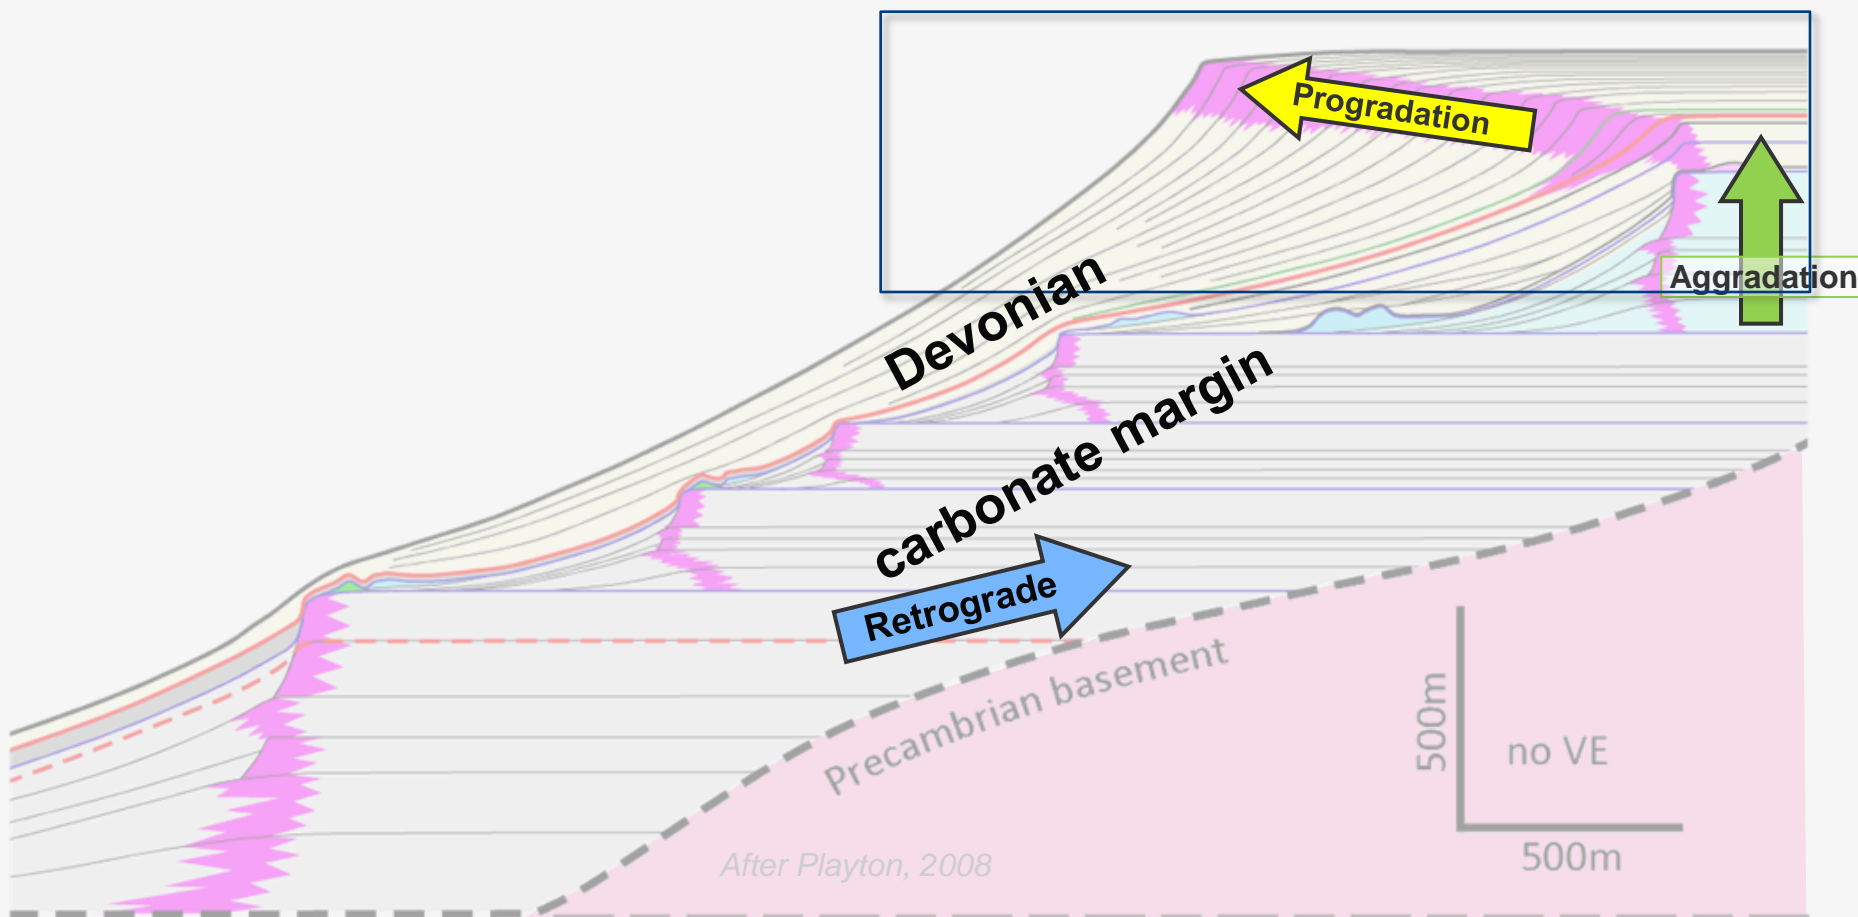 Progradation
Aggradation
Devonian
carbonate margin
Retrograde
Precambrian basement
500m
no VE
500m
After Playton, 2008